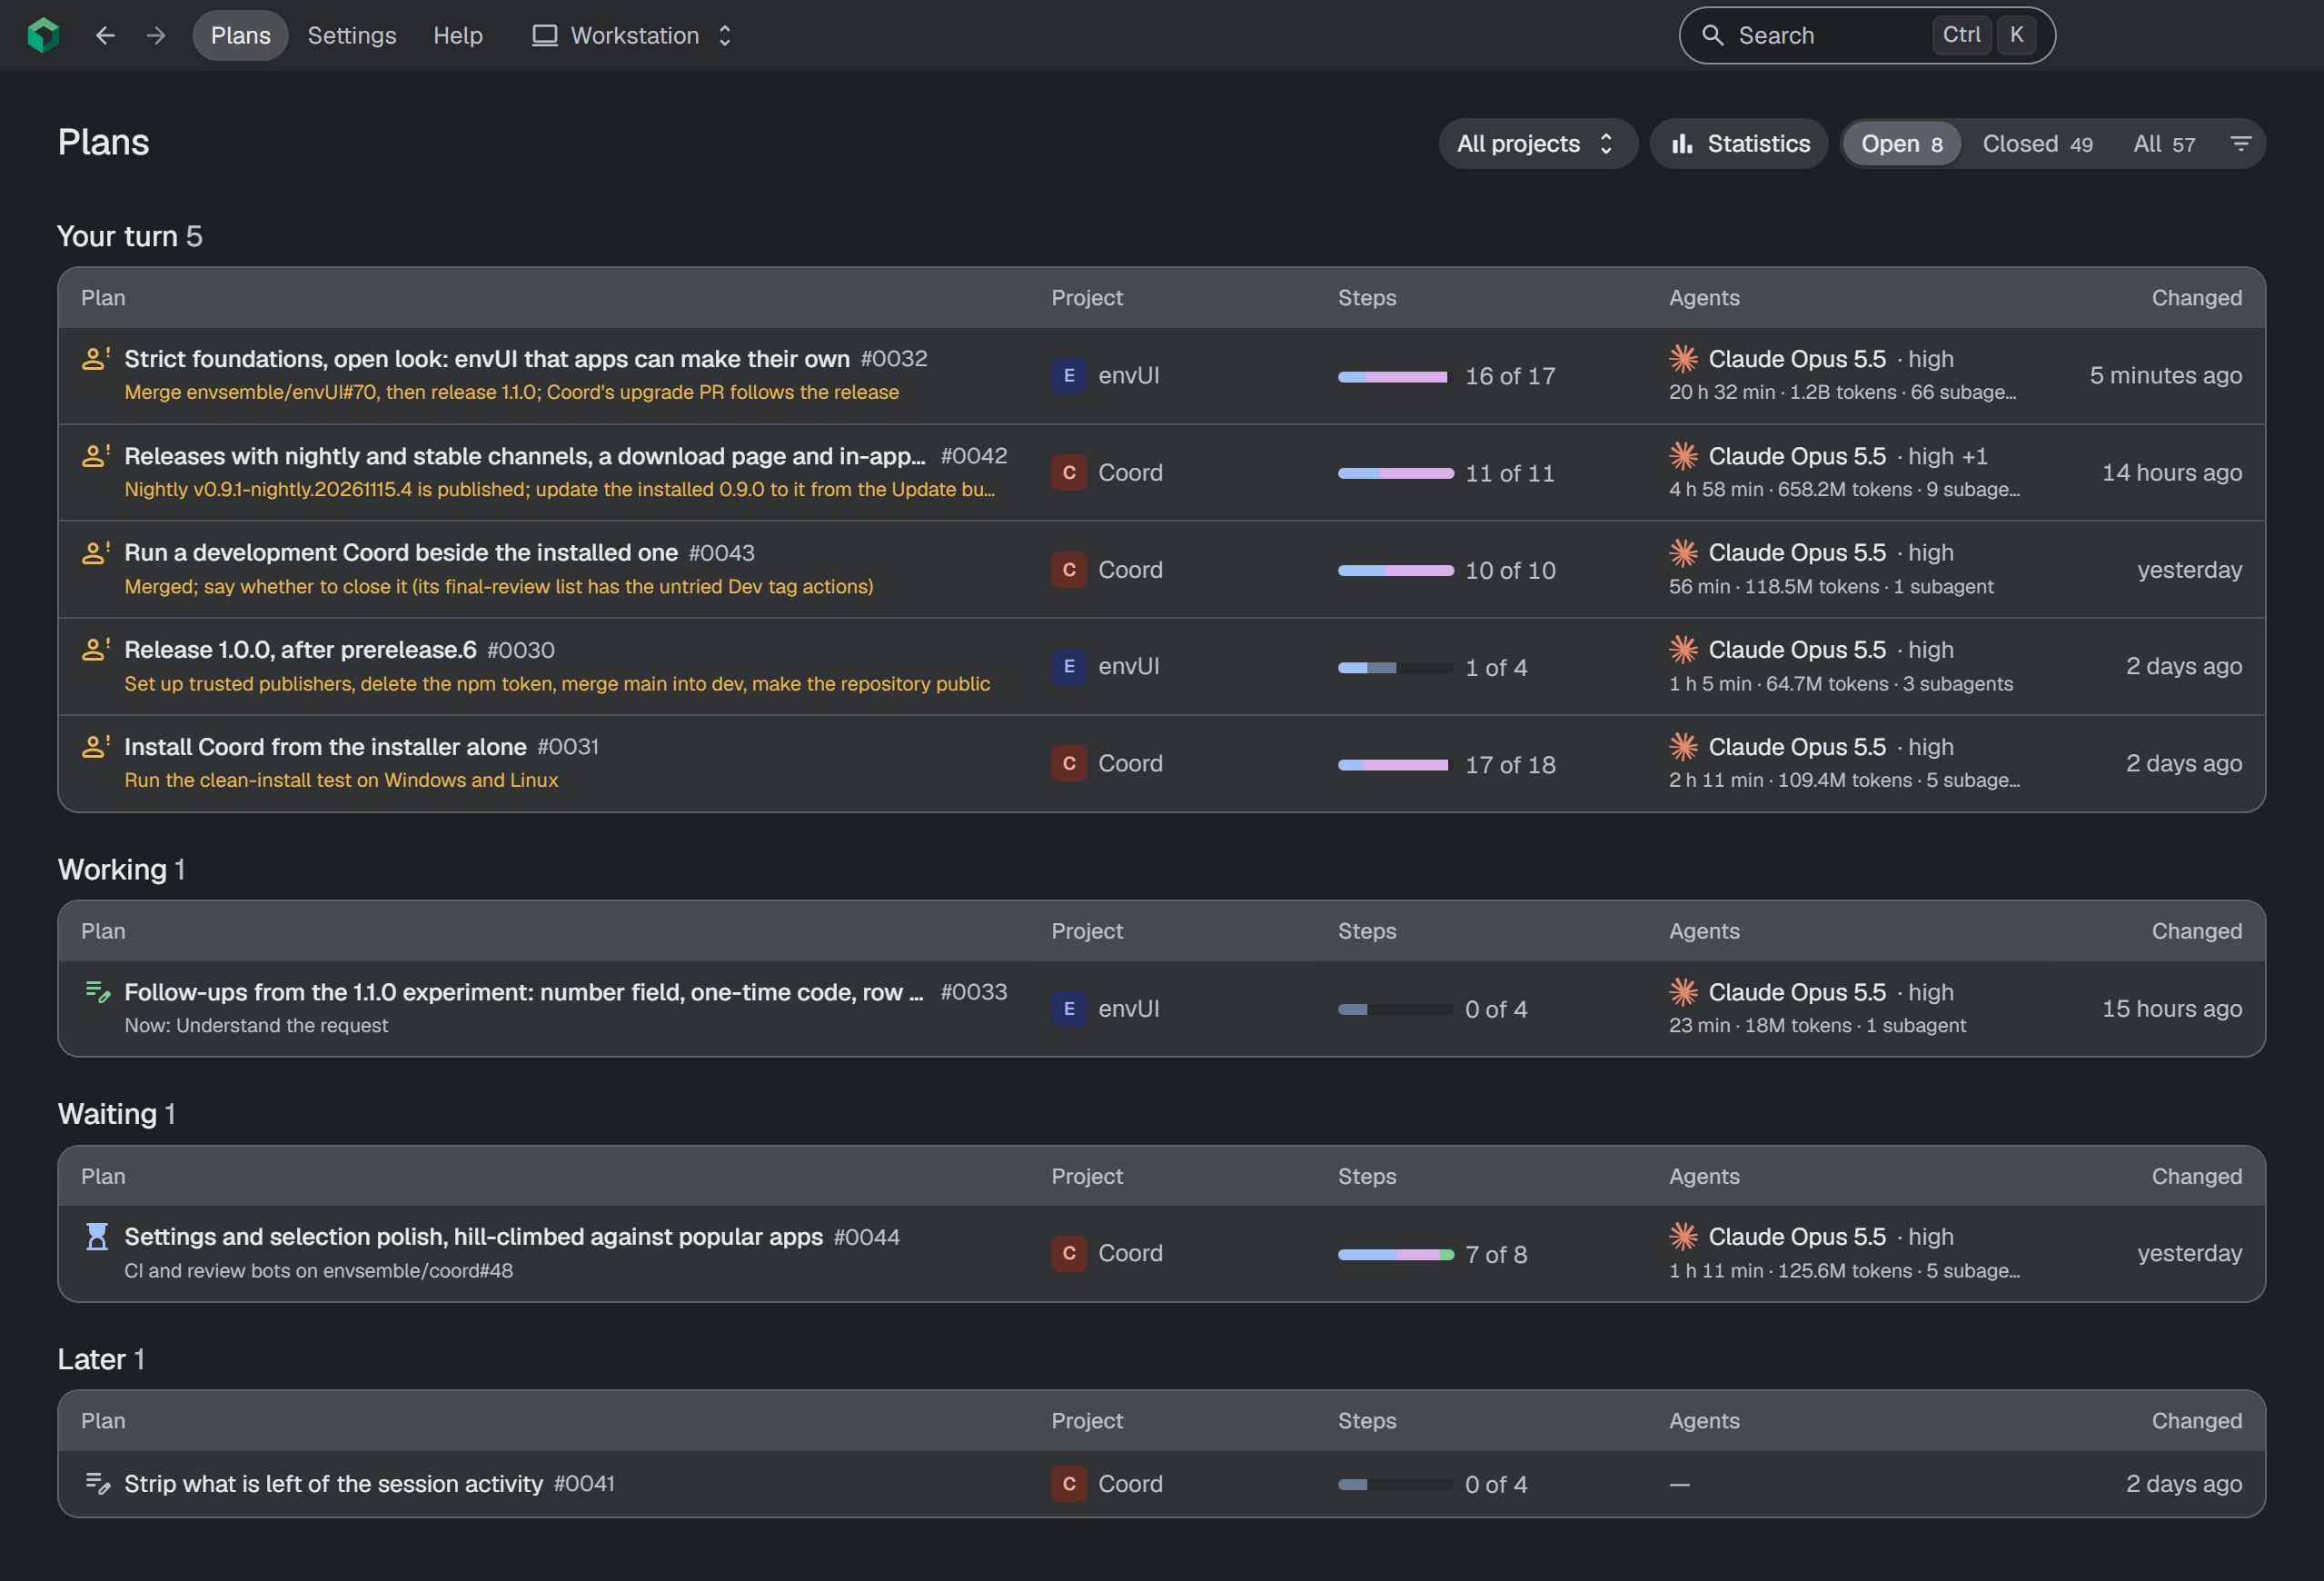 Plans Settings Help Workstation Search Ctrl K
Plans
All projects Statistics Open 8 Closed 49 All 57
Your turn 5
Plan Project Steps Agents Changed
Strict foundations, open look: envUI that apps can make their own #0032
Merge envsemble/envUI#70, then release 1.1.0; Coord's upgrade PR follows the release
E envUI
16 of 17
Claude Opus 5.5 · high
20 h 32 min · 1.2B tokens · 66 subage...
5 minutes ago
Releases with nightly and stable channels, a download page and in-app... #0042
Nightly v0.9.1-nightly.20261115.4 is published; update the installed 0.9.0 to it from the Update bu...
C Coord
11 of 11
Claude Opus 5.5 · high +1
4 h 58 min · 658.2M tokens · 9 subage...
14 hours ago
Run a development Coord beside the installed one #0043
Merged; say whether to close it (its final-review list has the untried Dev tag actions)
C Coord
10 of 10
Claude Opus 5.5 · high
56 min · 118.5M tokens · 1 subagent
yesterday
Release 1.0.0, after prerelease.6 #0030
Set up trusted publishers, delete the npm token, merge main into dev, make the repository public
E envUI
1 of 4
Claude Opus 5.5 · high
1 h 5 min · 64.7M tokens · 3 subagents
2 days ago
Install Coord from the installer alone #0031
Run the clean-install test on Windows and Linux
C Coord
17 of 18
Claude Opus 5.5 · high
2 h 11 min · 109.4M tokens · 5 subage...
2 days ago
Working 1
Plan Project Steps Agents Changed
Follow-ups from the 1.1.0 experiment: number field, one-time code, row ... #0033
Now: Understand the request
E envUI
0 of 4
Claude Opus 5.5 · high
23 min · 18M tokens · 1 subagent
15 hours ago
Waiting 1
Plan Project Steps Agents Changed
Settings and selection polish, hill-climbed against popular apps #0044
CI and review bots on envsemble/coord#48
C Coord
7 of 8
Claude Opus 5.5 · high
1 h 11 min · 125.6M tokens · 5 subage...
yesterday
Later 1
Plan Project Steps Agents Changed
Strip what is left of the session activity #0041
C Coord
0 of 4
—
2 days ago